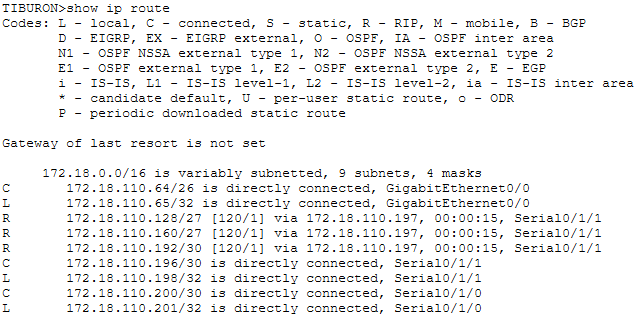 TIBURON>show ip route
Codes: L - local, C - connected, S - static, R - RIP, M - mobile, B - BGP
       D - EIGRP, EX - EIGRP external, O - OSPF, IA - OSPF inter area
       N1 - OSPF NSSA external type 1, N2 - OSPF NSSA external type 2
       E1 - OSPF external type 1, E2 - OSPF external type 2, E - EGP
       i - IS-IS, L1 - IS-IS level-1, L2 - IS-IS level-2, ia - IS-IS inter area
       * - candidate default, U - per-user static route, o - ODR
       P - periodic downloaded static route

Gateway of last resort is not set

     172.18.0.0/16 is variably subnetted, 9 subnets, 4 masks
C       172.18.110.64/26 is directly connected, GigabitEthernet0/0
L       172.18.110.65/32 is directly connected, GigabitEthernet0/0
R       172.18.110.128/27 [120/1] via 172.18.110.197, 00:00:15, Serial0/1/1
R       172.18.110.160/27 [120/1] via 172.18.110.197, 00:00:15, Serial0/1/1
R       172.18.110.192/30 [120/1] via 172.18.110.197, 00:00:15, Serial0/1/1
C       172.18.110.196/30 is directly connected, Serial0/1/1
L       172.18.110.198/32 is directly connected, Serial0/1/1
C       172.18.110.200/30 is directly connected, Serial0/1/0
L       172.18.110.201/32 is directly connected, Serial0/1/0